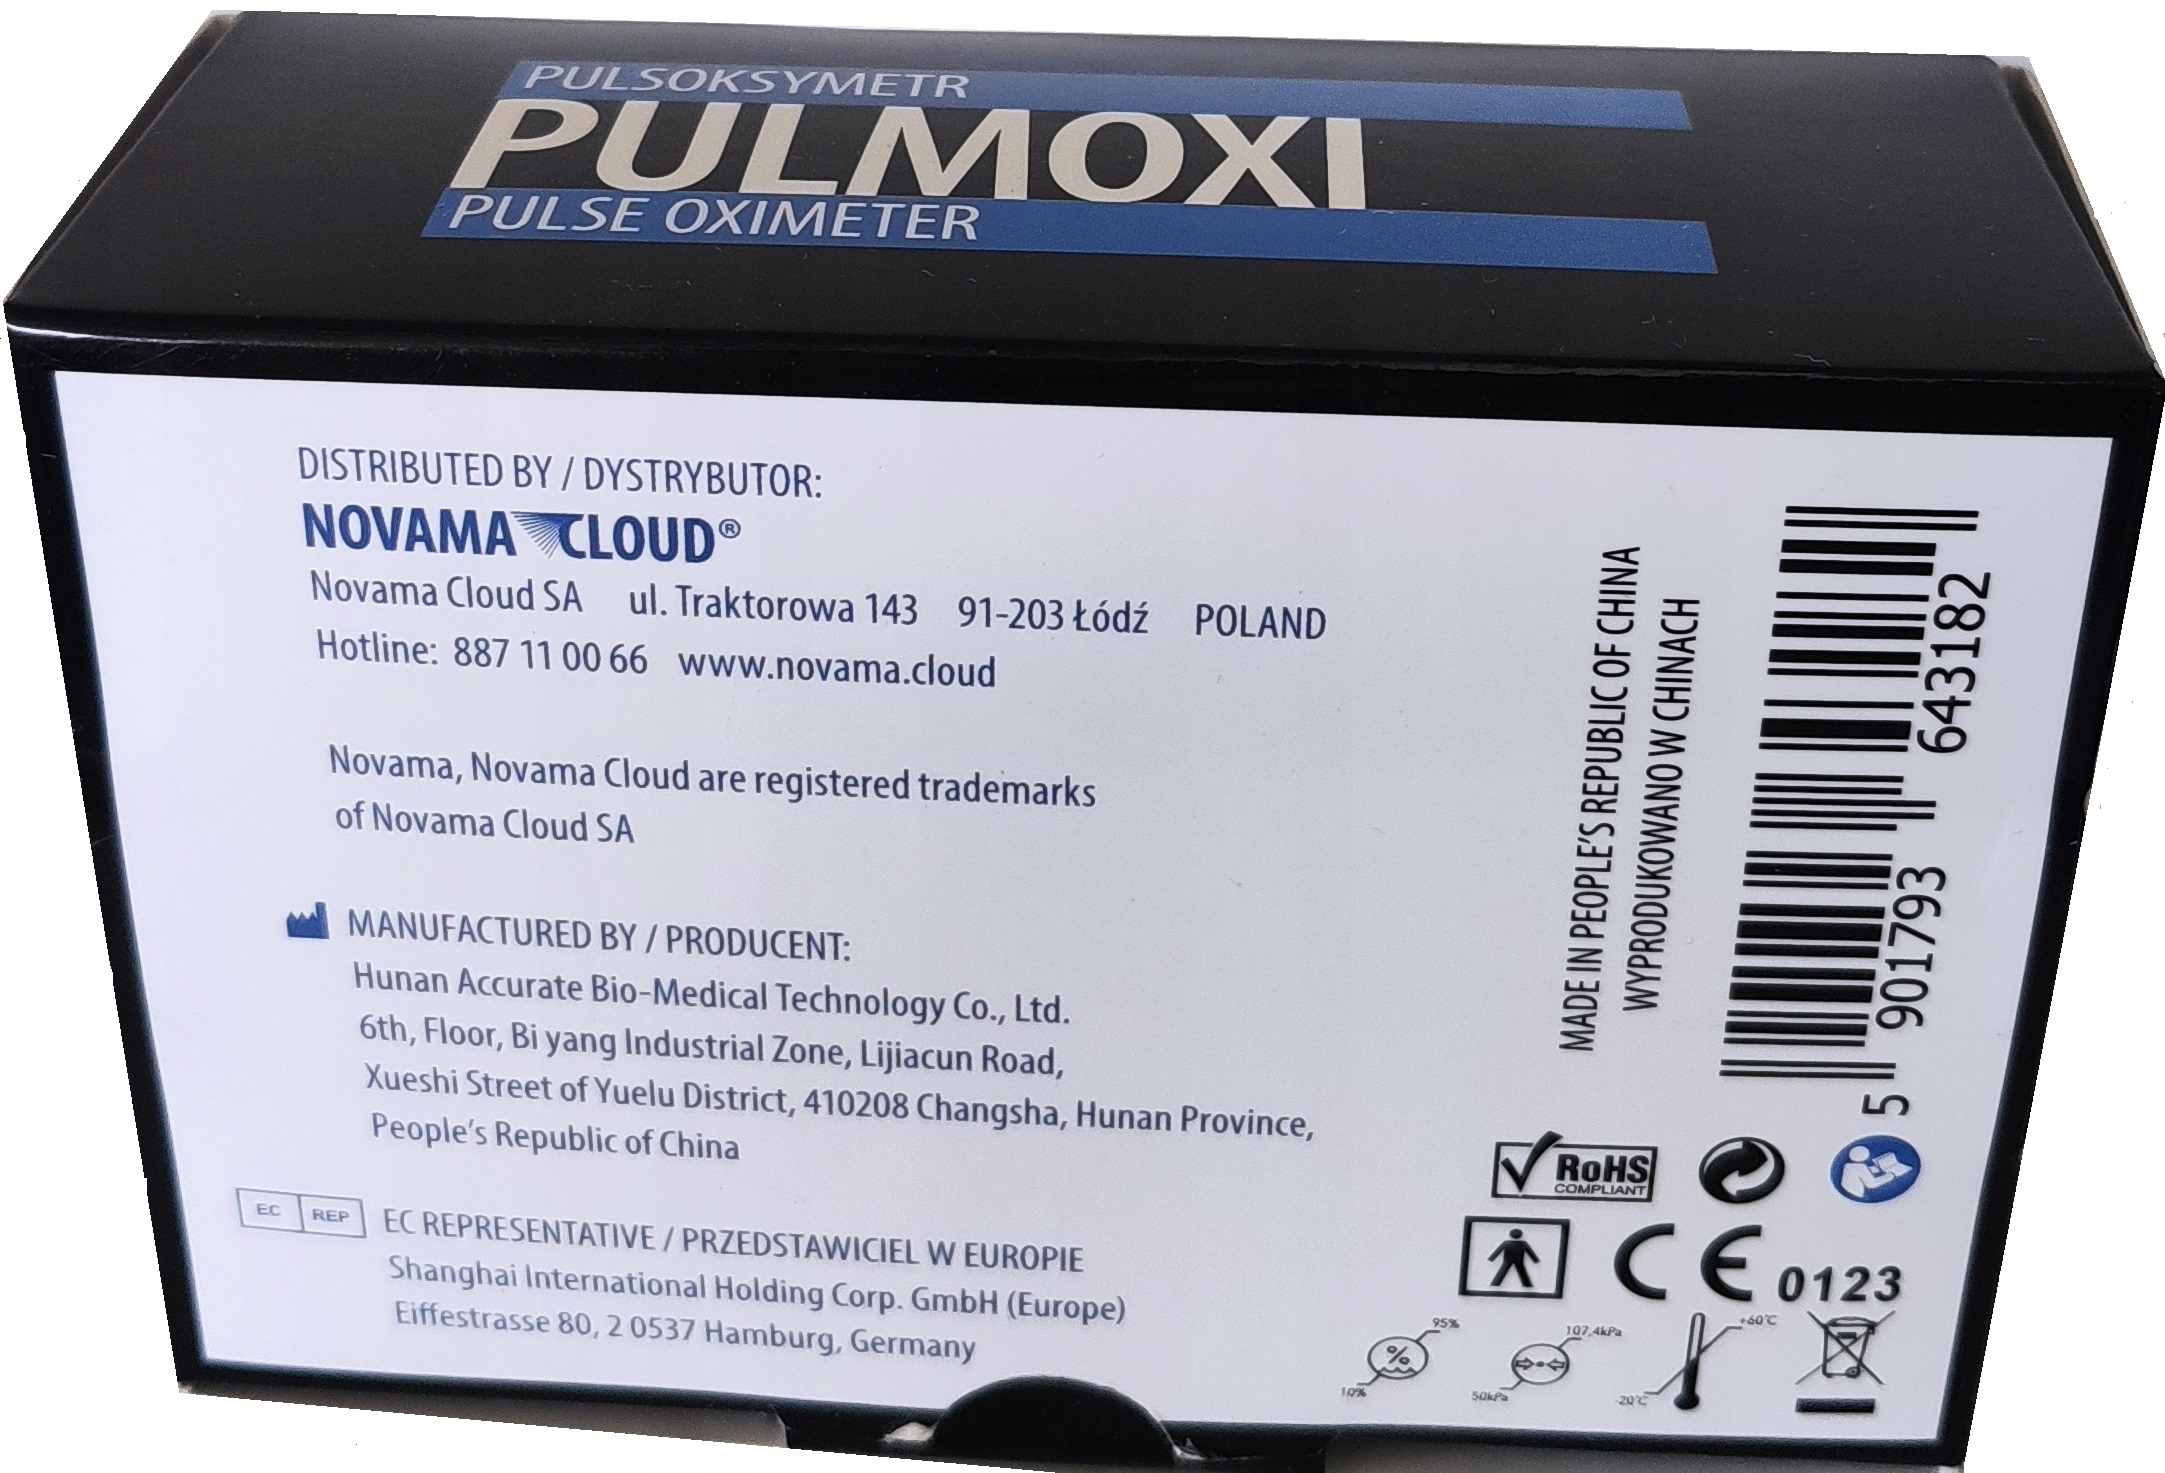 PULSOKSYMETR
PULMOXI
PULSE OXIMETER
DISTRIBUTED BY / DYSTRYBUTOR:
NOVAMA CLOUD®
Novama Cloud SA ul. Traktorowa 143 91-203 Łódź POLAND
Hotline: 887 11 00 66 www.novama.cloud
Novama, Novama Cloud are registered trademarks
of Novama Cloud SA
MANUFACTURED BY / PRODUCENT:
Hunan Accurate Bio-Medical Technology Co., Ltd.
6th, Floor, Bi yang Industrial Zone, Lijiacun Road,
Xueshi Street of Yuelu District, 410208 Changsha, Hunan Province,
People's Republic of China
EC REP
EC REPRESENTATIVE / PRZEDSTAWICIEL W EUROPIE
Shanghai International Holding Corp. GmbH (Europe)
Eiffestrasse 80, 2 0537 Hamburg, Germany
MADE IN PEOPLE'S REPUBLIC OF CHINA
WYPRODUKOWANO W CHINACH
5 901793 643182
RoHS
COMPLIANT
CE 0123
95%
%
10%
107.4kPa
50kPa
+60°C
-20°C